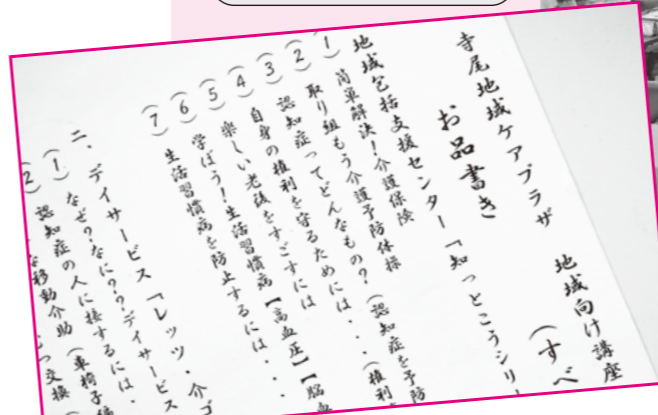 寺尾地域ケアプラザ 地域向け講座
お品書き (すべ
地域包括支援センター「知っとこうシリー
(1) 簡単解決!介護保険
(2) 取り組もう介護予防体操
(3) 認知症ってどんなもの?(認知症を予防
(4) 自身の権利を守るためには・・・(権利
(5) 楽しい老後をすごすには
(6) 学ぼう!生活習慣病【高血圧】【脳血
(7) 生活習慣病を防止するには・・・
二、デイサービス「レッツ・介ゴ
(1) なぜ?なに??デイサービス
(2) 認知症の人に接するには・
な移動介助(車椅子
つ交換(